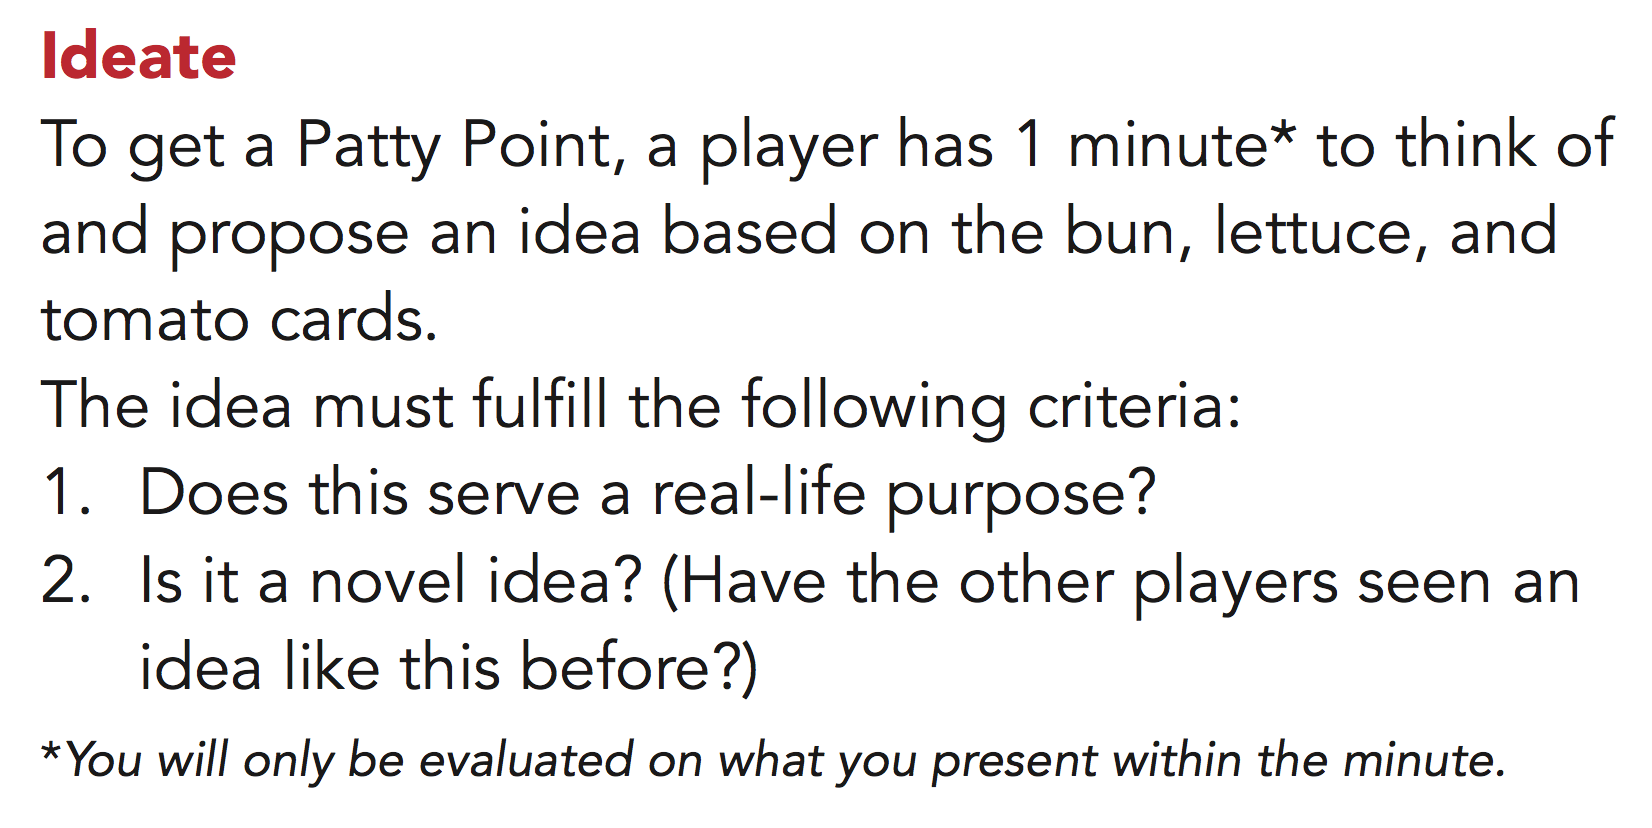 Ideate
To get a Patty Point, a player has 1 minute* to think of
and propose an idea based on the bun, lettuce, and
tomato cards.
The idea must fulfill the following criteria:
1. Does this serve a real-life purpose?
2. Is it a novel idea? (Have the other players seen an
idea like this before?)
*You will only be evaluated on what you present within the minute.